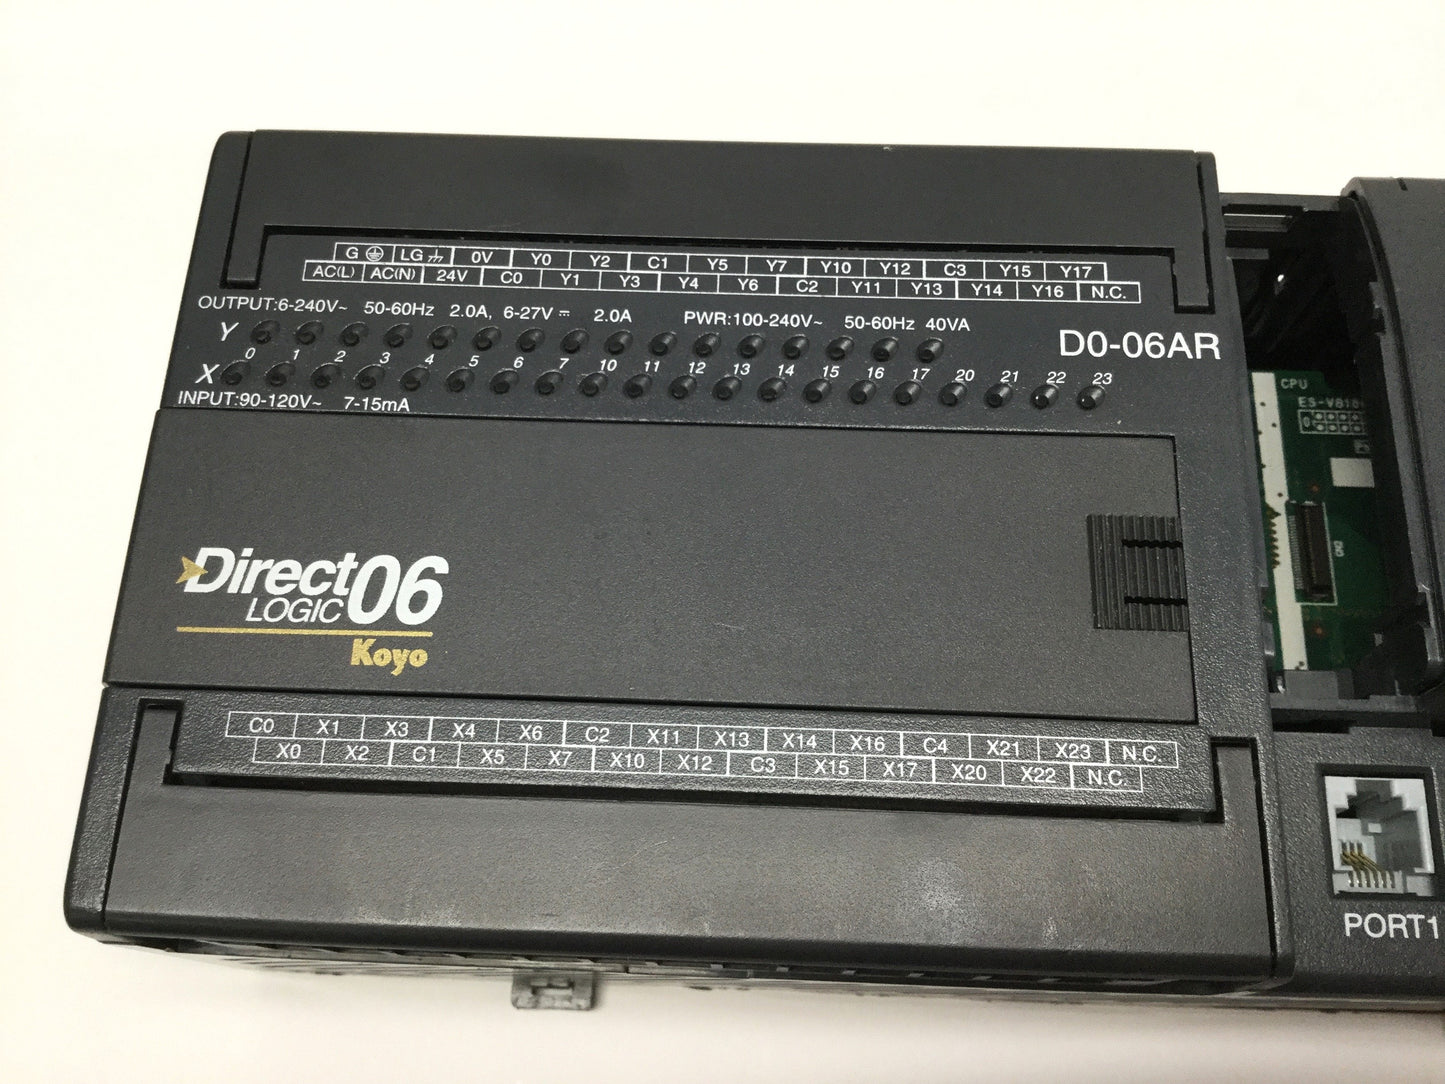 G LG 0V Y0 Y2 C1 Y5 Y7 Y10 Y12 C3 Y15 Y17
AC(L) AC(N) 24V C0 Y1 Y3 Y4 Y6 C2 Y11 Y13 Y14 Y16 N.C.
OUTPUT:6-240V~ 50-60Hz 2.0A, 6-27V⎓ 2.0A PWR:100-240V~ 50-60Hz 40VA
Y
D0-06AR
0 1 2 3 4 5 6 7 10 11 12 13 14 15 16 17 20 21 22 23
X
INPUT:90-120V~ 7-15mA
CPU
Direct06
LOGIC
Koyo
C0 X1 X3 X4 X6 C2 X11 X13 X14 X16 C4 X21 X23 N.C.
X0 X2 C1 X5 X7 X10 X12 C3 X15 X17 X20 X22 N.C.
PORT1